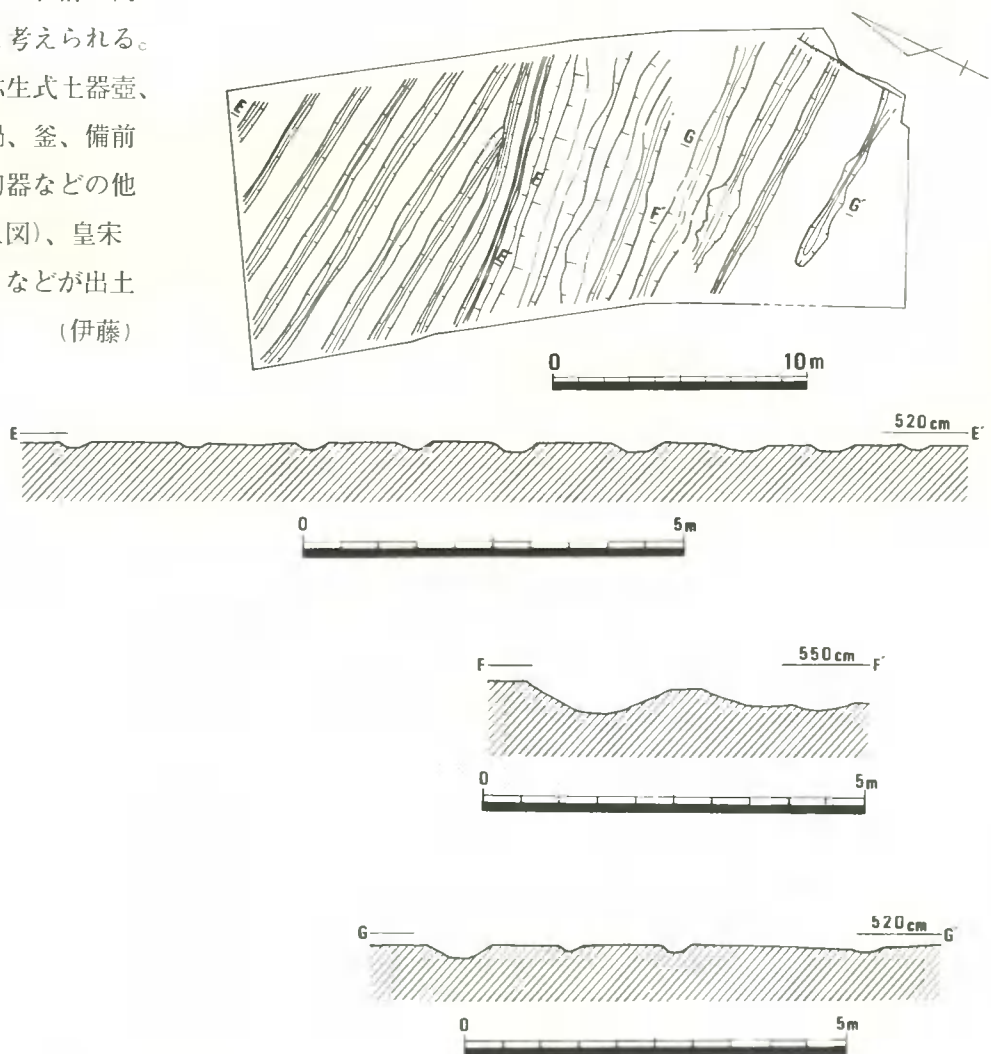 考えられる。
生式土器壺、
釜、備前
器などの他
図)、皇宋
などが出土
(伊藤)
E
E
F
G
F´
G´
0 10m
E 520cm E´
0 5m
F 550cm F´
0 5m
G 520cm G´
0 5m